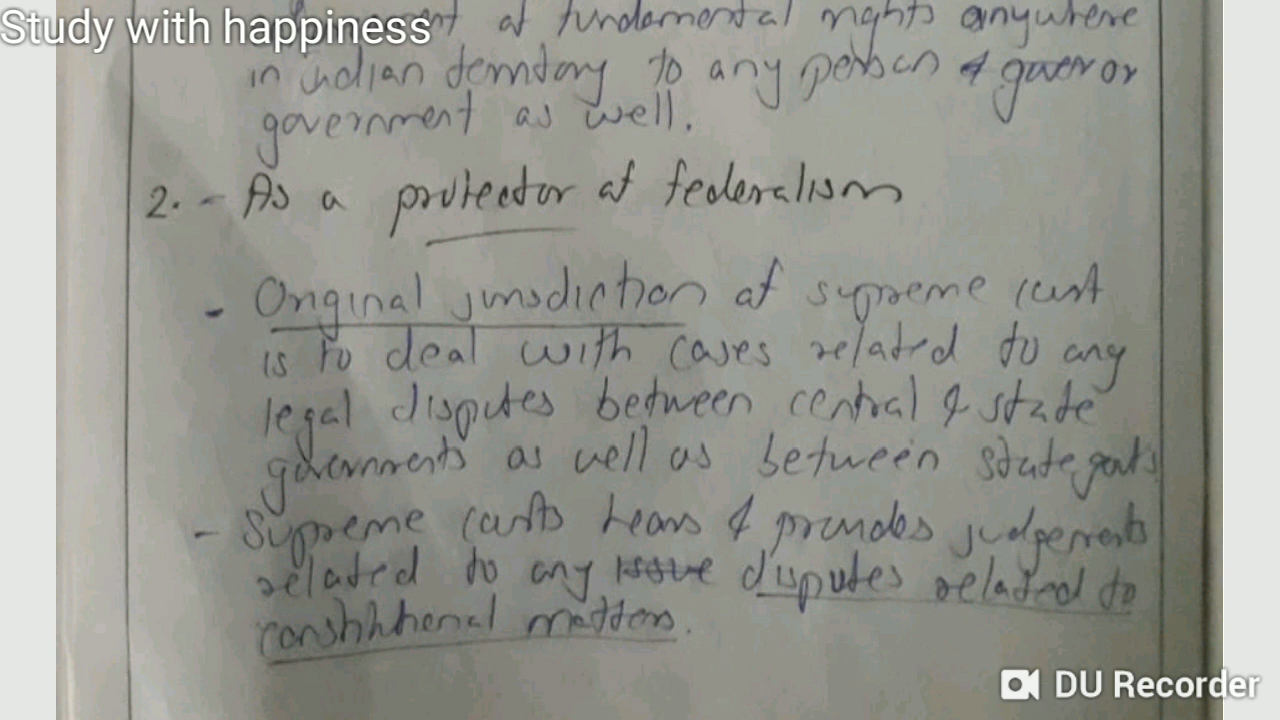 Study with happiness
of fundamental rights anywhere
in indian territory to any person & gover or
government as well.
2. - As a protector of federalism
- Original jurisdiction of supreme court
is to deal with cases related to any
legal disputes between central & state
governments as well as between state govts
- Supreme courts hears & provides judgements
related to any issue disputes related to
constitutional matters.
DU Recorder